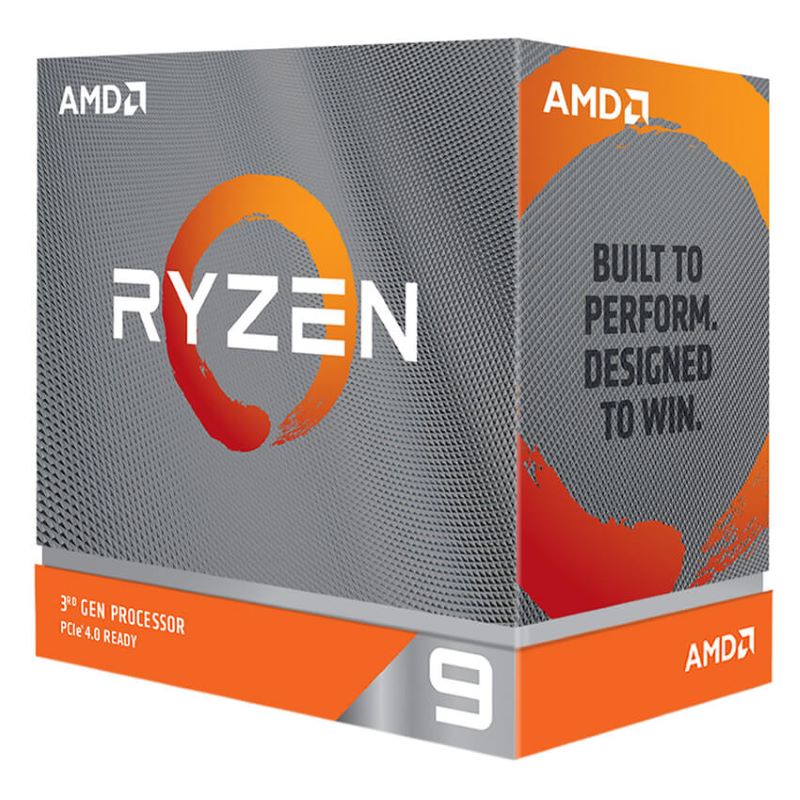 AMD
RYZEN
3RD GEN PROCESSOR
PCIe® 4.0 READY
9
AMD
BUILT TO
PERFORM.
DESIGNED
TO WIN.
AMD